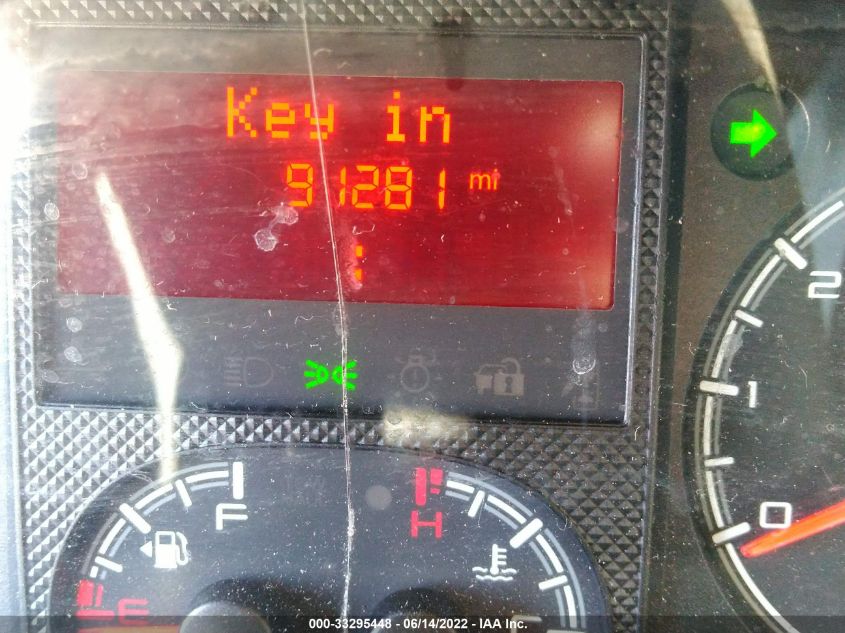 Key in
91281 mi
:
2
1
0
F
H
E
000-33295448 - 06/14/2022 - IAA Inc.